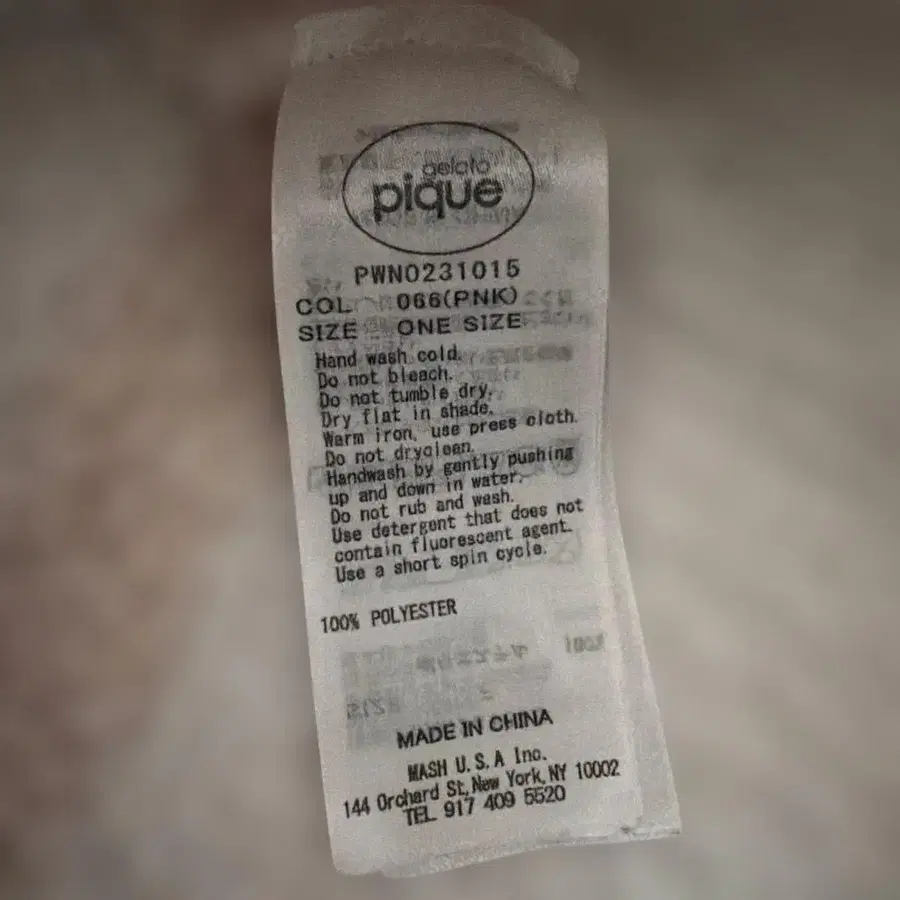 gelato
pique
PWNO231015
COL 066(PNK)
SIZE ONE SIZE
Hand wash cold.
Do not bleach.
Do not tumble dry.
Dry flat in shade.
Warm iron, use press cloth.
Do not dryclean.
Handwash by gently pushing
up and down in water.
Do not rub and wash.
Use detergent that does not
contain fluorescent agent.
Use a short spin cycle.
100% POLYESTER
MADE IN CHINA
MASH U.S.A Inc.
144 Orchard St, New York, NY 10002
TEL 917 409 5520